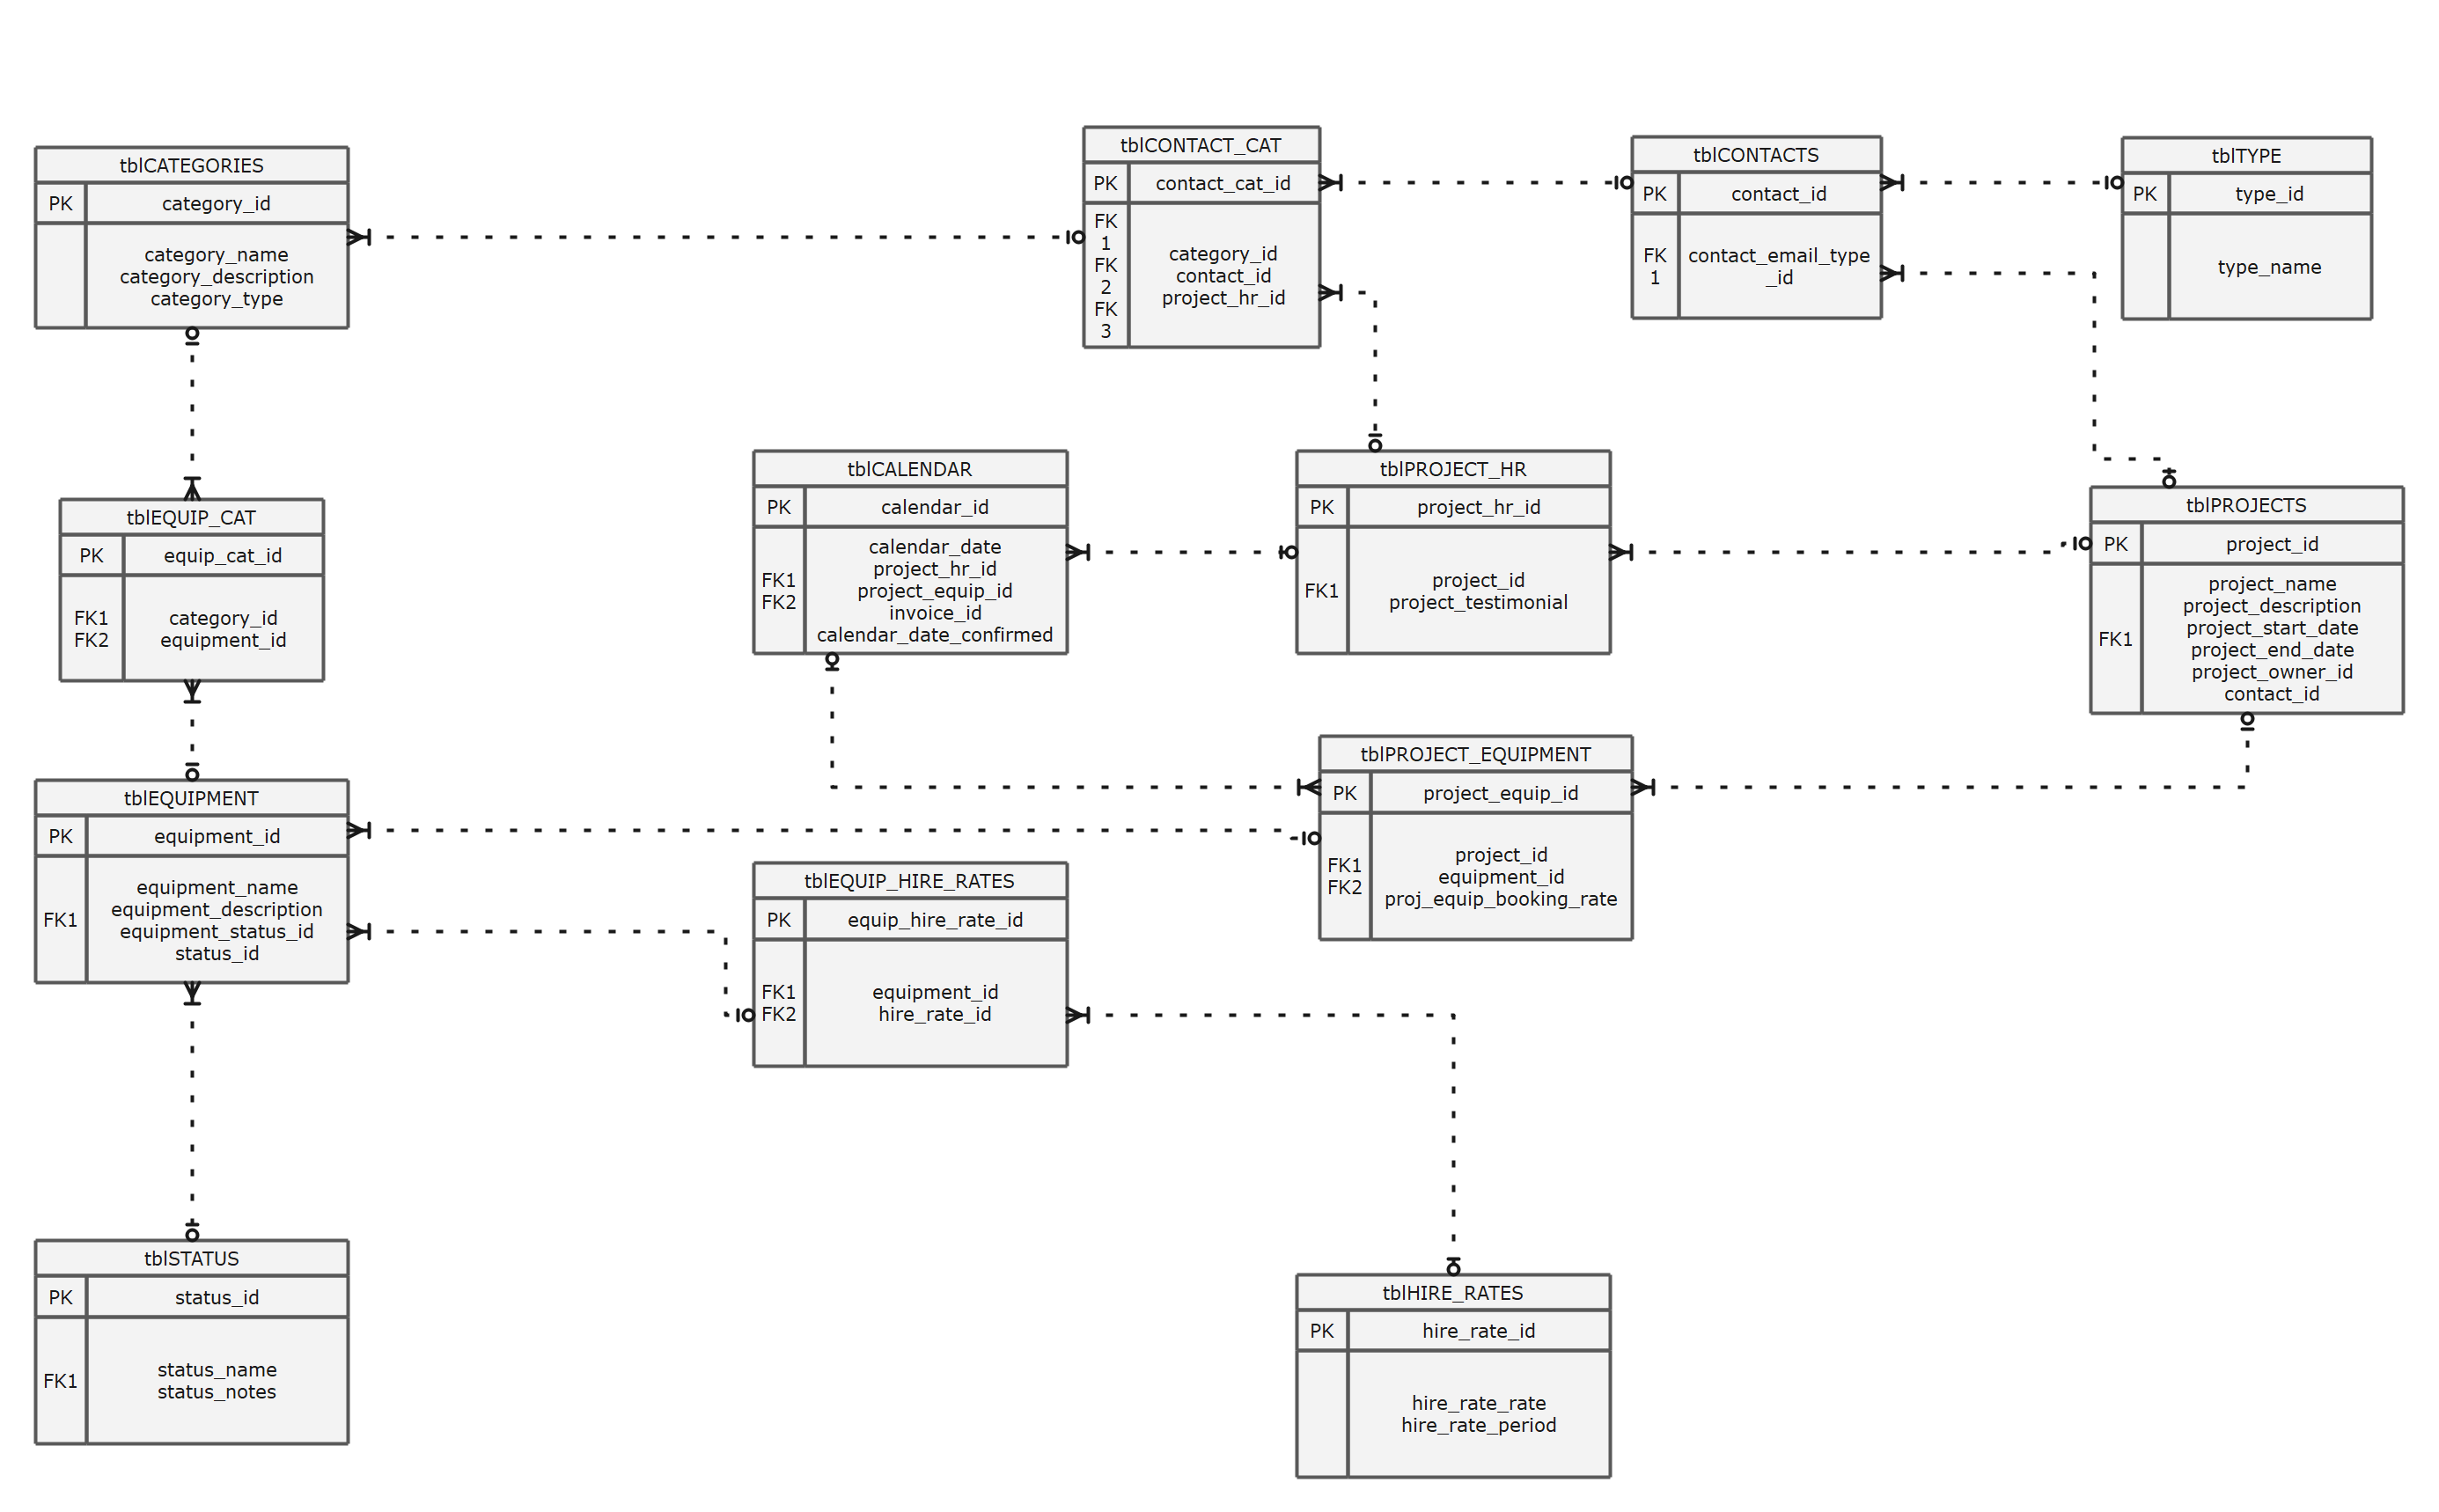 tblCATEGORIES
PK
category_id
category_name
category_description
category_type
tblCONTACT_CAT
PK
contact_cat_id
FK
1
FK
2
FK
3
category_id
contact_id
project_hr_id
tblCONTACTS
PK
contact_id
FK
1
contact_email_type
_id
tblTYPE
PK
type_id
type_name
tblEQUIP_CAT
PK
equip_cat_id
FK1
FK2
category_id
equipment_id
tblCALENDAR
PK
calendar_id
FK1
FK2
calendar_date
project_hr_id
project_equip_id
invoice_id
calendar_date_confirmed
tblPROJECT_HR
PK
project_hr_id
FK1
project_id
project_testimonial
tblPROJECTS
PK
project_id
FK1
project_name
project_description
project_start_date
project_end_date
project_owner_id
contact_id
tblEQUIPMENT
PK
equipment_id
FK1
equipment_name
equipment_description
equipment_status_id
status_id
tblPROJECT_EQUIPMENT
PK
project_equip_id
FK1
FK2
project_id
equipment_id
proj_equip_booking_rate
tblEQUIP_HIRE_RATES
PK
equip_hire_rate_id
FK1
FK2
equipment_id
hire_rate_id
tblSTATUS
PK
status_id
FK1
status_name
status_notes
tblHIRE_RATES
PK
hire_rate_id
hire_rate_rate
hire_rate_period